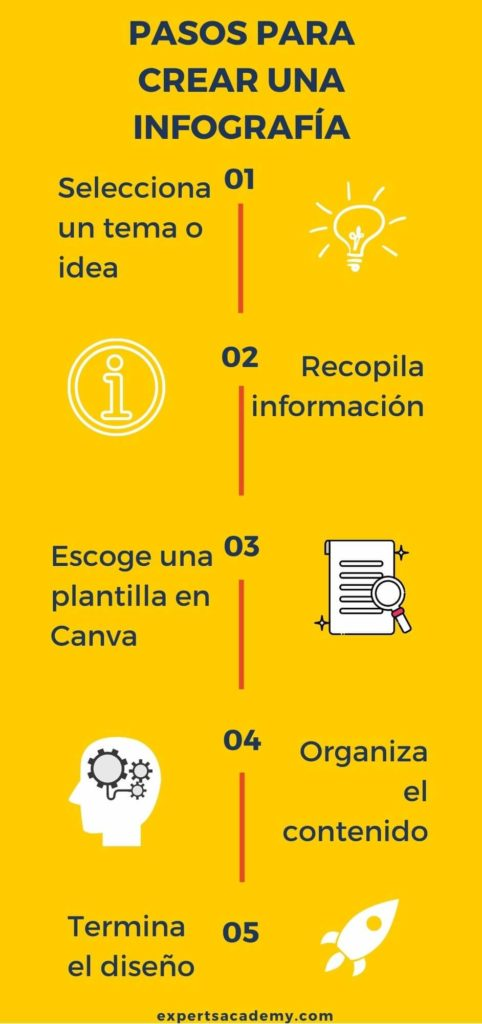 PASOS PARA
CREAR UNA
INFOGRAFÍA
01
Selecciona
un tema o
idea
02
Recopila
información
03
Escoge una
plantilla en
Canva
04
Organiza
el
contenido
05
Termina
el diseño
expertsacademy.com